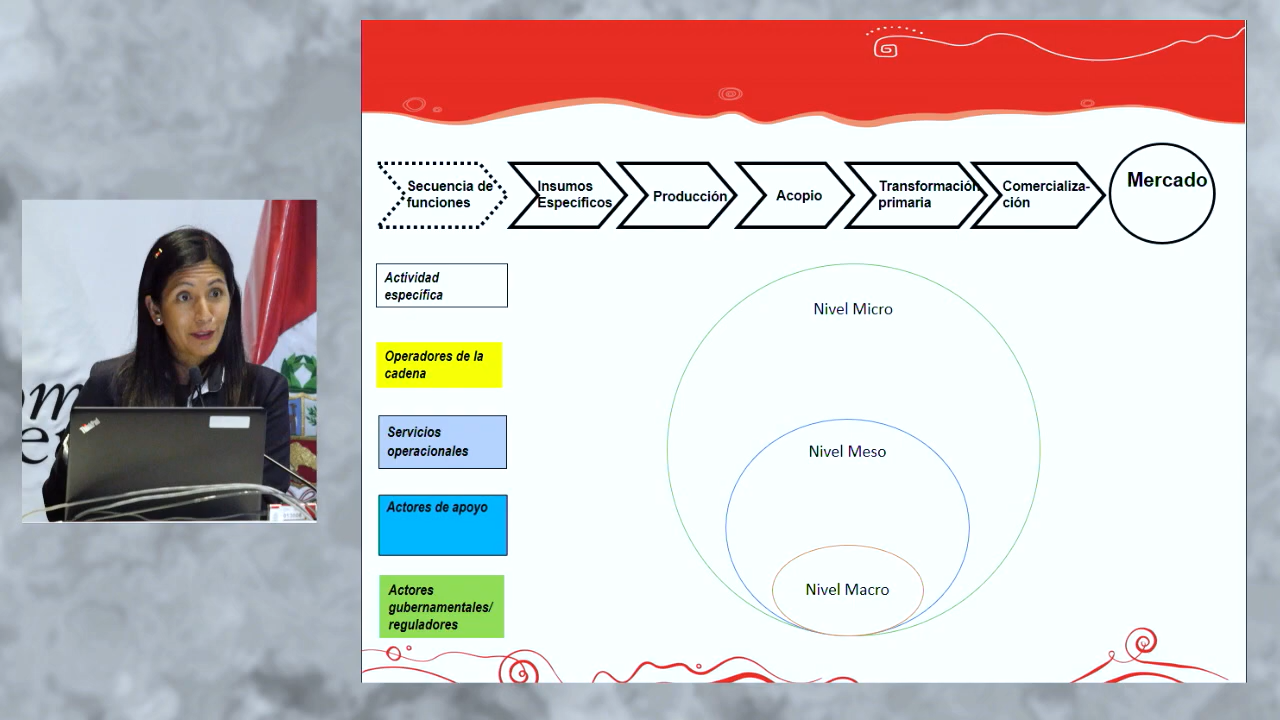 Secuencia de
funciones
Insumos
Específicos
Producción
Acopio
Transformación
primaria
Comercializa-
ción
Mercado
Actividad
específica
Operadores de la
cadena
Servicios
operacionales
Actores de apoyo
Actores
gubernamentales/
reguladores
Nivel Micro
Nivel Meso
Nivel Macro
ThinkPad